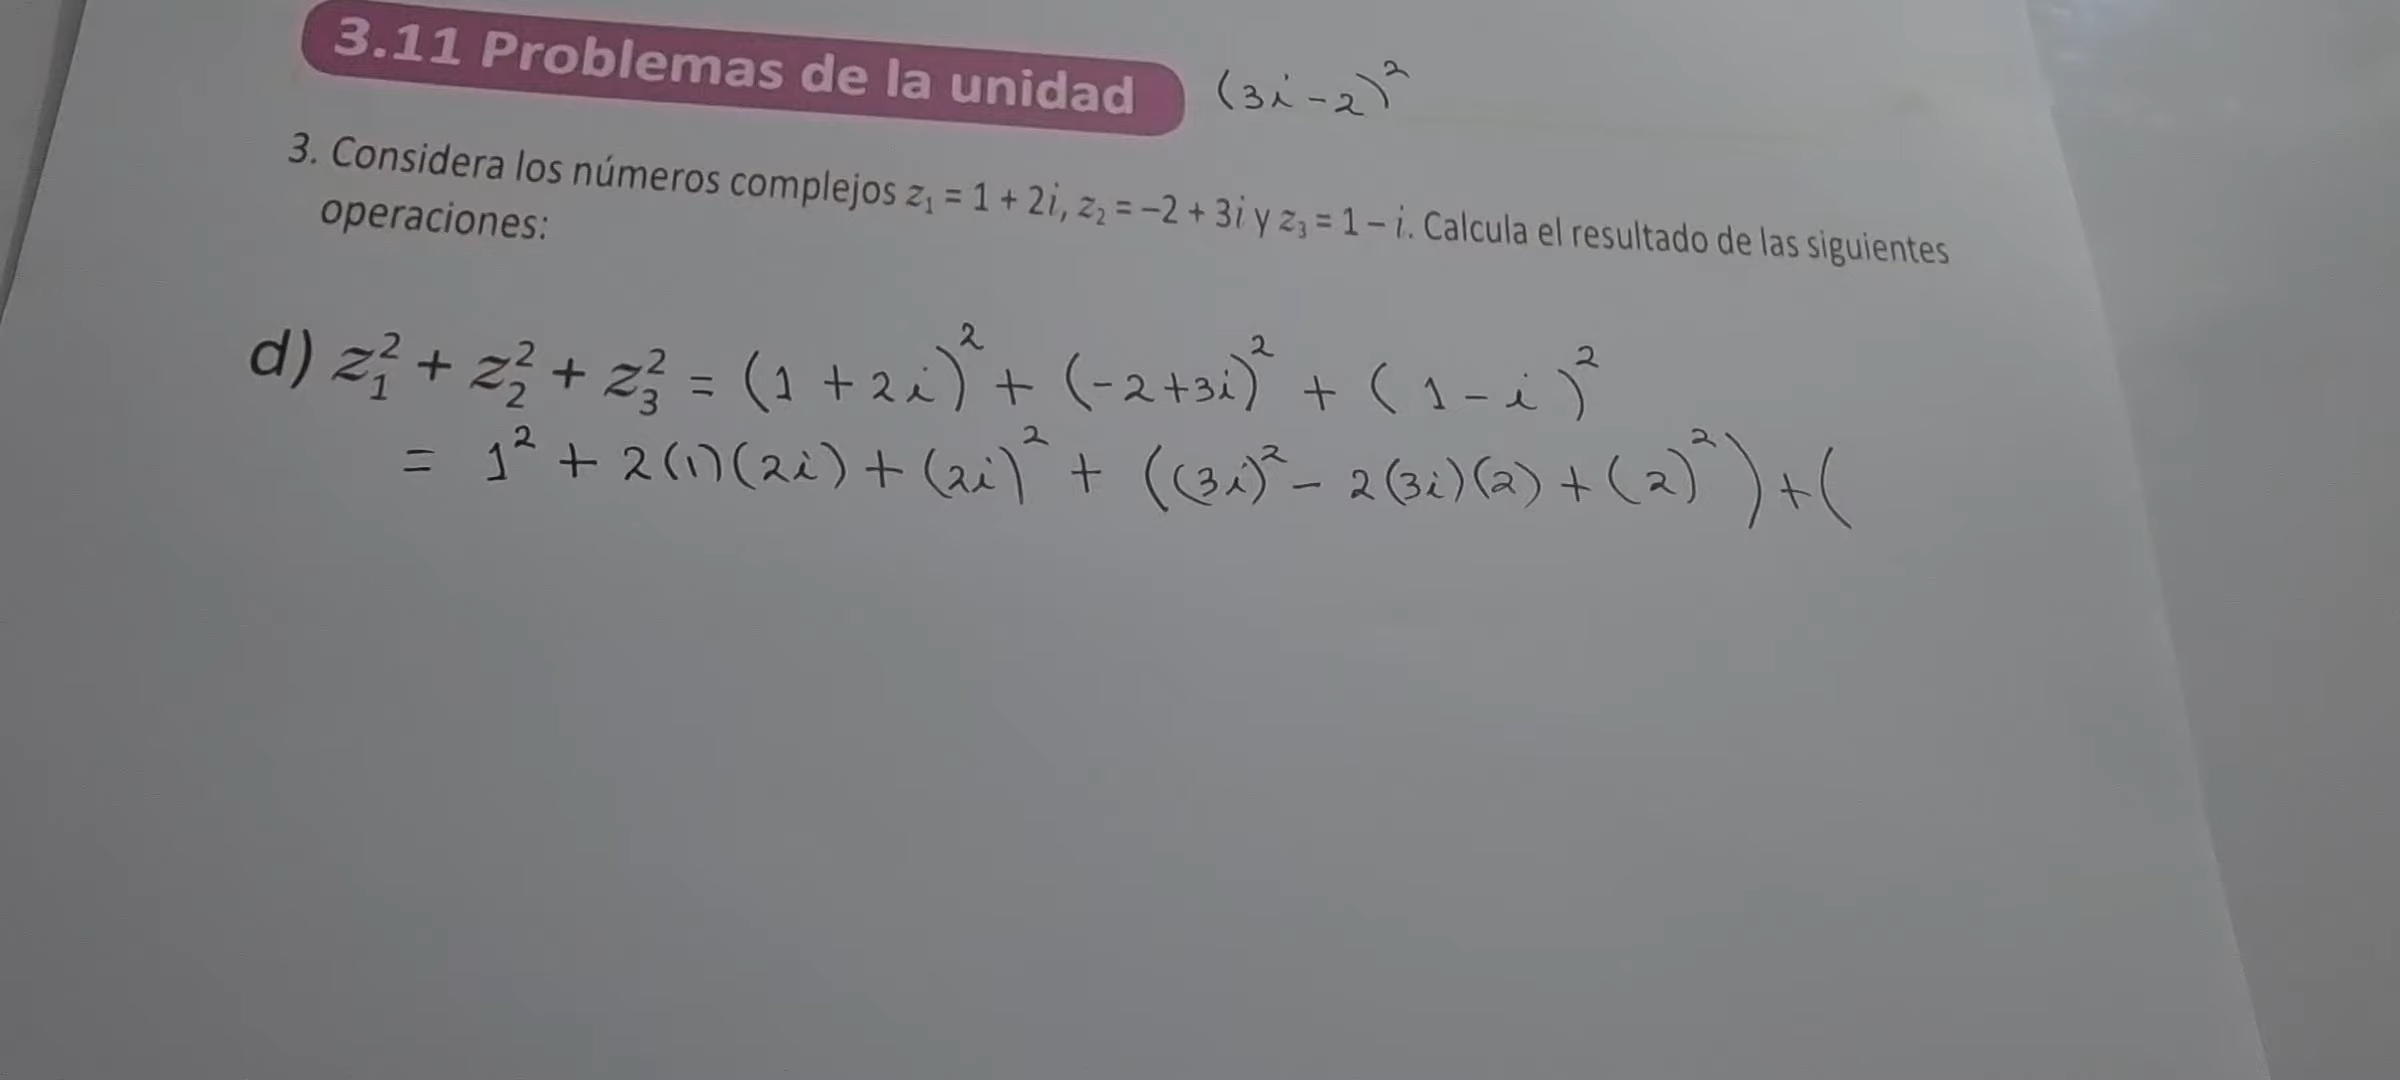 3.11 Problemas de la unidad (3i-2)²
3. Considera los números complejos z₁ = 1 + 2i, z₂ = -2 + 3i y z₃ = 1 - i. Calcula el resultado de las siguientes
operaciones:
d) z₁² + z₂² + z₃² = (1 + 2i)² + (-2+3i)² + (1-i)²
= 1² + 2(1)(2i) + (2i)² + ((3i)² - 2(3i)(2) + (2)²) + (